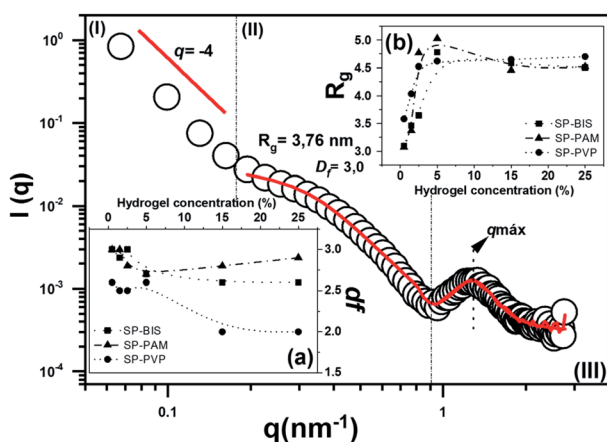 (I)
(II)
(b)
10⁰
q= -4
5.0
4.5
4.0
3.5
3.0
R_g
SP-BIS
SP-PAM
SP-PVP
0 5 10 15 20 25
Hydrogel concentration (%)
10⁻¹
R_g = 3,76 nm
D_f= 3,0
I (q)
10⁻²
Hydrogel concentration (%)
0 5 10 15 20 25
qmáx
3.0
2.5
2.0
1.5
df
10⁻³
SP-BIS
SP-PAM
SP-PVP
(a)
10⁻⁴
(III)
0.1 1
q(nm⁻¹)